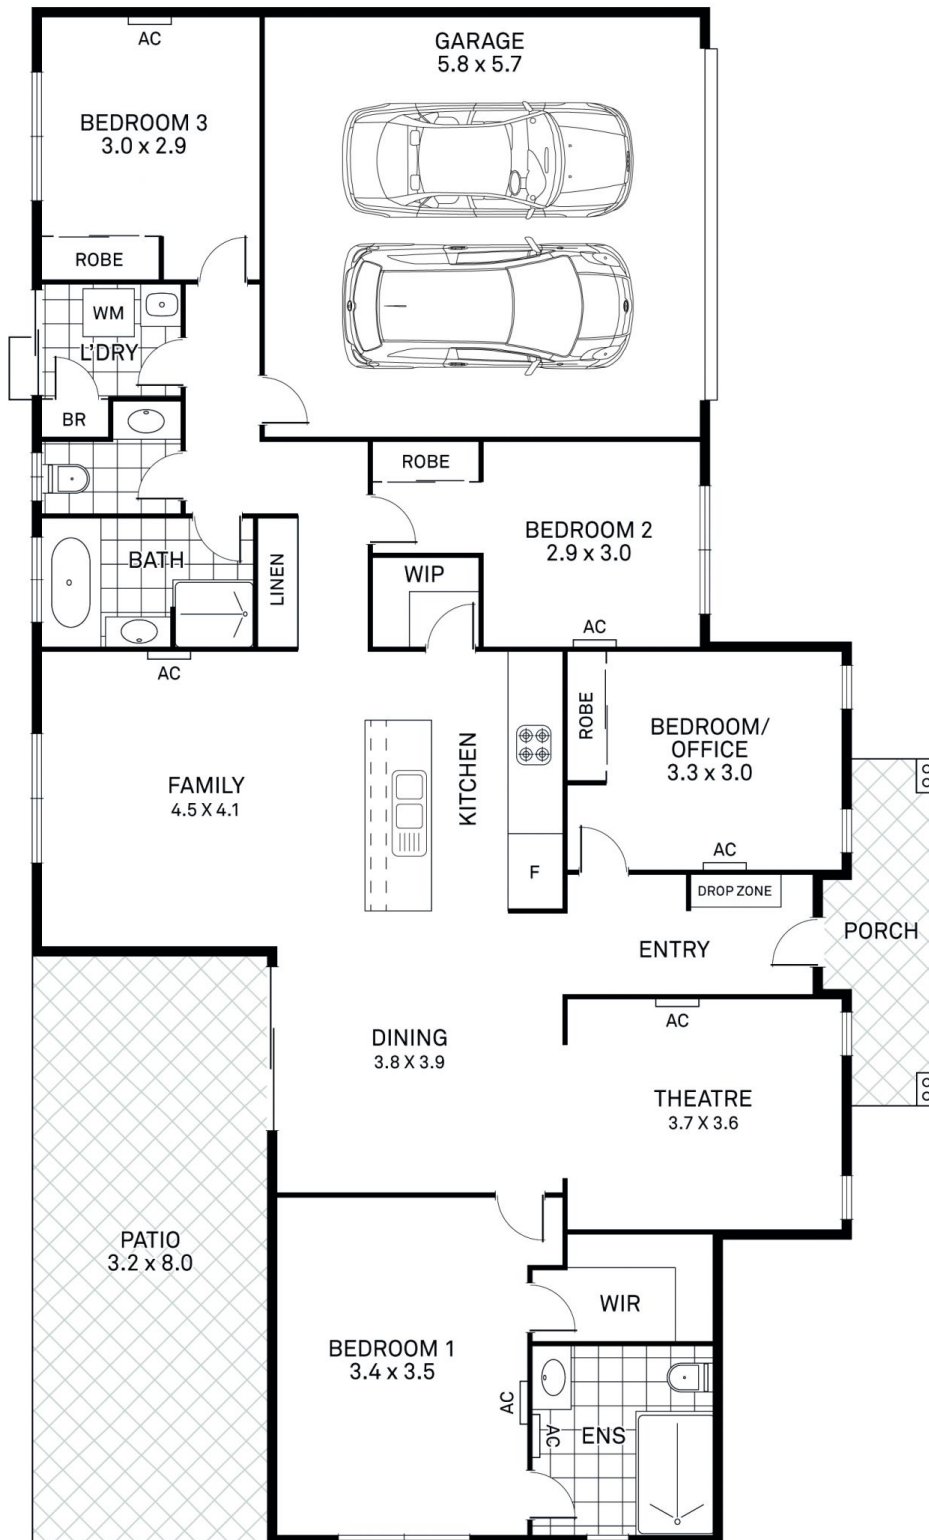 AC
GARAGE
5.8 x 5.7
BEDROOM 3
3.0 x 2.9
ROBE
WM
L'DRY
BR
ROBE
BEDROOM 2
2.9 x 3.0
BATH
LINEN
WIP
AC
AC
ROBE
BEDROOM/
OFFICE
3.3 x 3.0
KITCHEN
FAMILY
4.5 X 4.1
AC
F
DROP ZONE
PORCH
ENTRY
AC
DINING
3.8 X 3.9
THEATRE
3.7 X 3.6
PATIO
3.2 x 8.0
WIR
BEDROOM 1
3.4 x 3.5
AC
AC
ENS